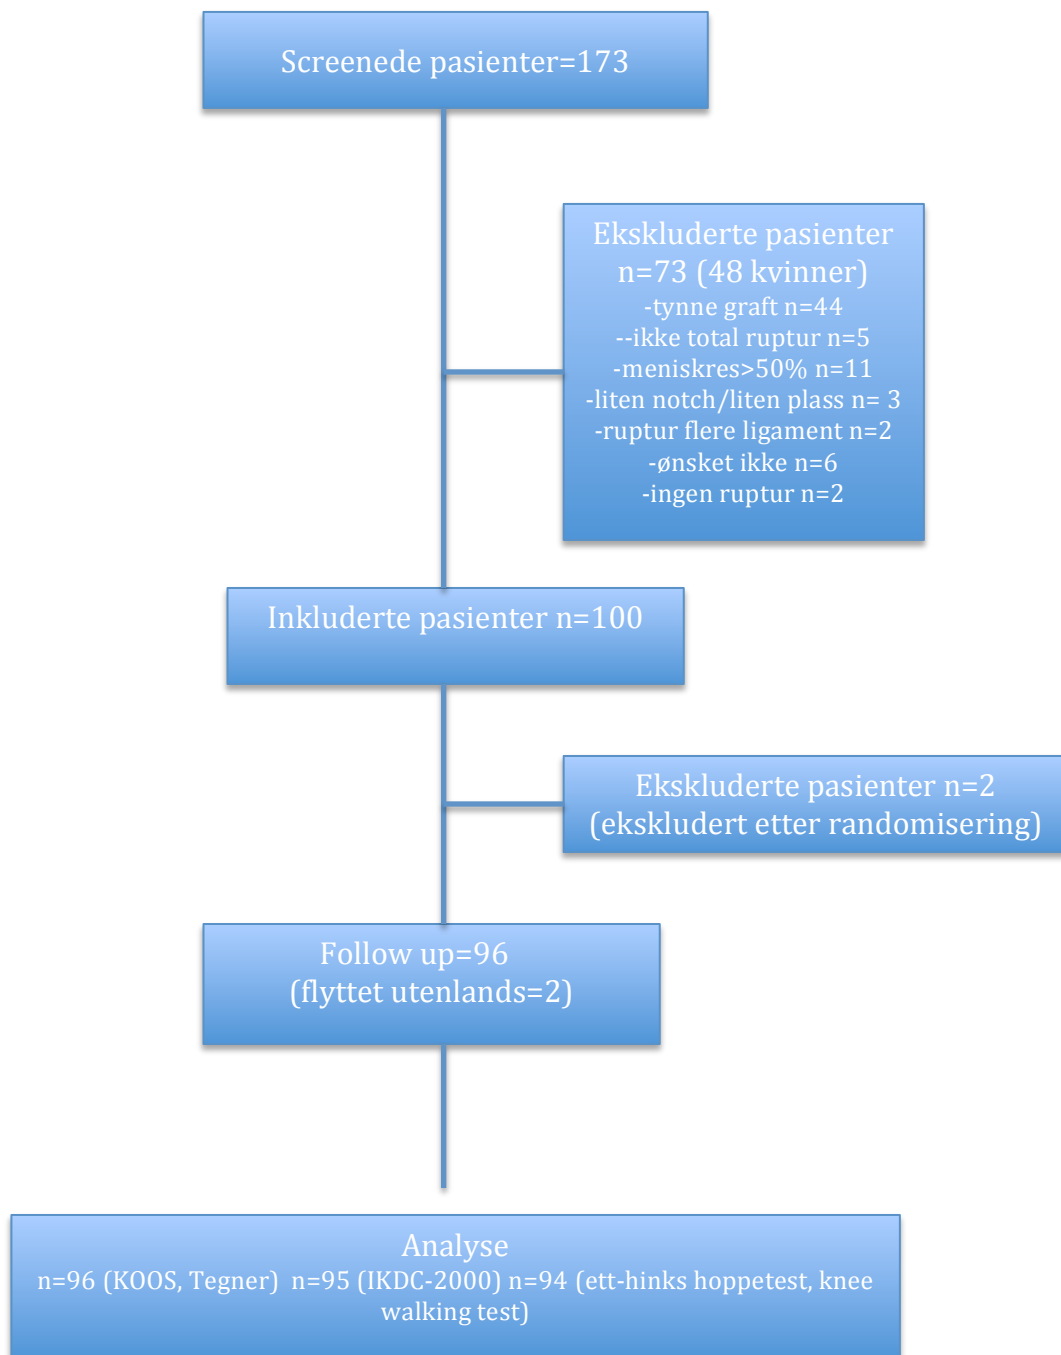 Screenede pasienter=173
Ekskluderte pasienter
n=73 (48 kvinner)
-tynne graft n=44
--ikke total ruptur n=5
-meniskres>50% n=11
-liten notch/liten plass n= 3
-ruptur flere ligament n=2
-ønsket ikke n=6
-ingen ruptur n=2
Inkluderte pasienter n=100
Ekskluderte pasienter n=2
(ekskludert etter randomisering)
Follow up=96
(flyttet utenlands=2)
Analyse
n=96 (KOOS, Tegner)  n=95 (IKDC-2000) n=94 (ett-hinks hoppetest, knee
walking test)